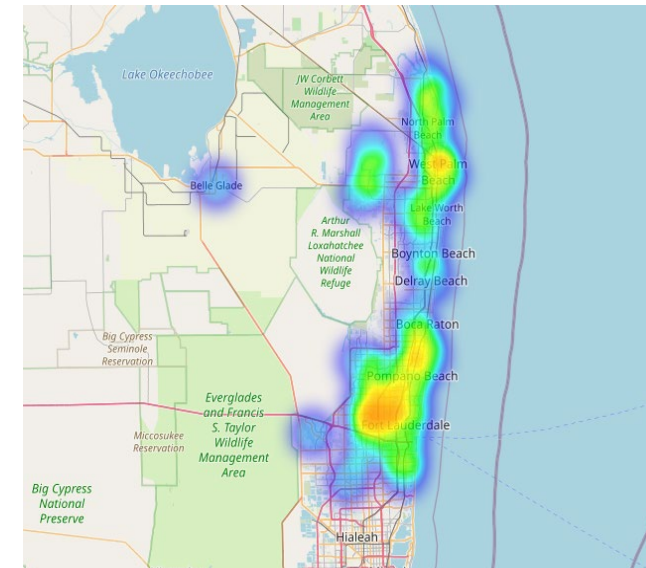 Lake Okeechobee
JW Corbett
Wildlife
Management
Area
North Palm
Beach
West Palm
Beach
Belle Glade
Lake Worth
Beach
Arthur
R. Marshall
Loxahatchee
National
Wildlife
Refuge
Boynton Beach
Delray Beach
Boca Raton
Big Cypress
Seminole
Reservation
Pompano Beach
Everglades
and Francis
S. Taylor
Wildlife
Management
Area
Fort Lauderdale
Miccosukee
Reservation
Big Cypress
National
Preserve
Hialeah